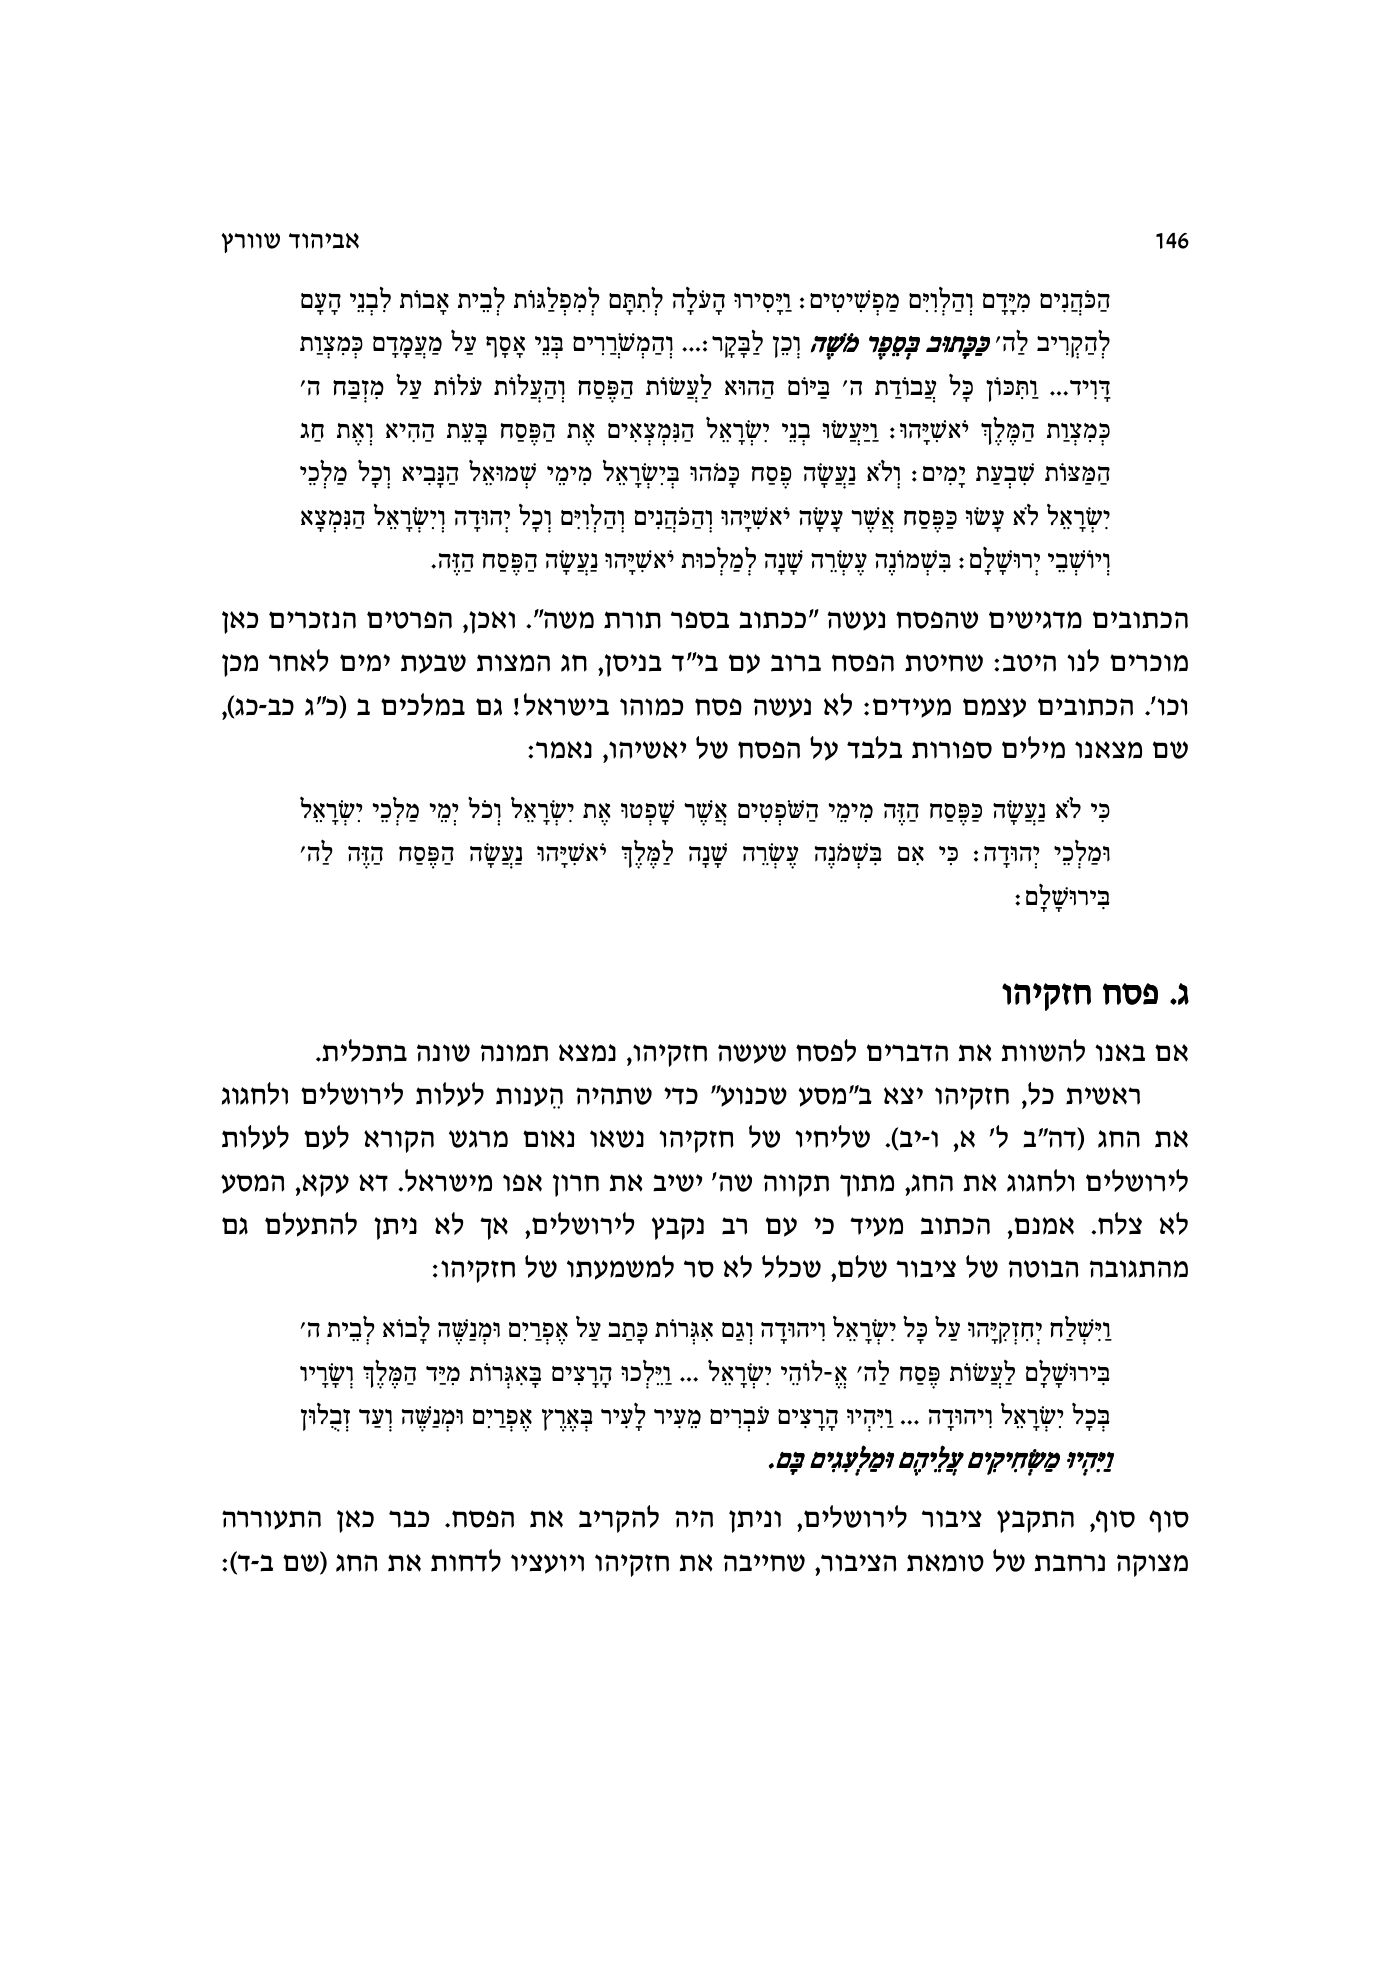 146 אביהוד שוורץ
הַכֹּהֲנִים מִיָּדָם וְהַלְוִיִּם מַפְשִׁיטִים: וַיָּסִירוּ הָעֹלָה לְתִתָּם לְמִפְלַגּוֹת לְבֵית אָבוֹת לִבְנֵי הָעָם
לְהַקְרִיב לַה׳ כַּכָּתוּב בְּסֵפֶר מֹשֶׁה וְכֵן לַבָּקָר:... וְהַמְשֹׁרֲרִים בְּנֵי אָסָף עַל מַעֲמָדָם כְּמִצְוַת
דָּוִיד... וַתִּכּוֹן כָּל עֲבוֹדַת ה׳ בַּיּוֹם הַהוּא לַעֲשׂוֹת הַפֶּסַח וְהַעֲלוֹת עֹלוֹת עַל מִזְבַּח ה׳
כְּמִצְוַת הַמֶּלֶךְ יֹאשִׁיָּהוּ: וַיַּעֲשׂוּ בְנֵי יִשְׂרָאֵל הַנִּמְצְאִים אֶת הַפֶּסַח בָּעֵת הַהִיא וְאֶת חַג
הַמַּצּוֹת שִׁבְעַת יָמִים: וְלֹא נַעֲשָׂה פֶסַח כָּמֹהוּ בְּיִשְׂרָאֵל מִימֵי שְׁמוּאֵל הַנָּבִיא וְכָל מַלְכֵי
יִשְׂרָאֵל לֹא עָשׂוּ כַּפֶּסַח אֲשֶׁר עָשָׂה יֹאשִׁיָּהוּ וְהַכֹּהֲנִים וְהַלְוִיִּם וְכָל יְהוּדָה וְיִשְׂרָאֵל הַנִּמְצָא
וְיוֹשְׁבֵי יְרוּשָׁלָם: בִּשְׁמוֹנֶה עֶשְׂרֵה שָׁנָה לְמַלְכוּת יֹאשִׁיָּהוּ נַעֲשָׂה הַפֶּסַח הַזֶּה.
הכתובים מדגישים שהפסח נעשה ״ככתוב בספר תורת משה״. ואכן, הפרטים הנזכרים כאן
מוכרים לנו היטב: שחיטת הפסח ברוב עם בי״ד בניסן, חג המצות שבעת ימים לאחר מכן
וכו׳. הכתובים עצמם מעידים: לא נעשה פסח כמוהו בישראל! גם במלכים ב (כ״ג כב-כג),
שם מצאנו מילים ספורות בלבד על הפסח של יאשיהו, נאמר:
כִּי לֹא נַעֲשָׂה כַּפֶּסַח הַזֶּה מִימֵי הַשֹּׁפְטִים אֲשֶׁר שָׁפְטוּ אֶת יִשְׂרָאֵל וְכֹל יְמֵי מַלְכֵי יִשְׂרָאֵל
וּמַלְכֵי יְהוּדָה: כִּי אִם בִּשְׁמֹנֶה עֶשְׂרֵה שָׁנָה לַמֶּלֶךְ יֹאשִׁיָּהוּ נַעֲשָׂה הַפֶּסַח הַזֶּה לַה׳
בִּירוּשָׁלָם:
ג. פסח חזקיהו
אם באנו להשוות את הדברים לפסח שעשה חזקיהו, נמצא תמונה שונה בתכלית.
ראשית כל, חזקיהו יצא ב״מסע שכנוע״ כדי שתהיה הֵענות לעלות לירושלים ולחגוג
את החג (דה״ב ל׳ א, ו-יב). שליחיו של חזקיהו נשאו נאום מרגש הקורא לעם לעלות
לירושלים ולחגוג את החג, מתוך תקווה שה׳ ישיב את חרון אפו מישראל. דא עקא, המסע
לא צלח. אמנם, הכתוב מעיד כי עם רב נקבץ לירושלים, אך לא ניתן להתעלם גם
מהתגובה הבוטה של ציבור שלם, שכלל לא סר למשמעתו של חזקיהו:
וַיִּשְׁלַח יְחִזְקִיָּהוּ עַל כָּל יִשְׂרָאֵל וִיהוּדָה וְגַם אִגְּרוֹת כָּתַב עַל אֶפְרַיִם וּמְנַשֶּׁה לָבוֹא לְבֵית ה׳
בִּירוּשָׁלָם לַעֲשׂוֹת פֶּסַח לַה׳ אֱ-לוֹהֵי יִשְׂרָאֵל ... וַיֵּלְכוּ הָרָצִים בָּאִגְּרוֹת מִיַּד הַמֶּלֶךְ וְשָׂרָיו
בְּכָל יִשְׂרָאֵל וִיהוּדָה ... וַיִּהְיוּ הָרָצִים עֹבְרִים מֵעִיר לָעִיר בְּאֶרֶץ אֶפְרַיִם וּמְנַשֶּׁה וְעַד זְבֻלוּן
וַיִּהְיוּ מַשְׂחִיקִים עֲלֵיהֶם וּמַלְעִגִים בָּם.
סוף סוף, התקבץ ציבור לירושלים, וניתן היה להקריב את הפסח. כבר כאן התעוררה
מצוקה נרחבת של טומאת הציבור, שחייבה את חזקיהו ויועציו לדחות את החג (שם ב-ד):